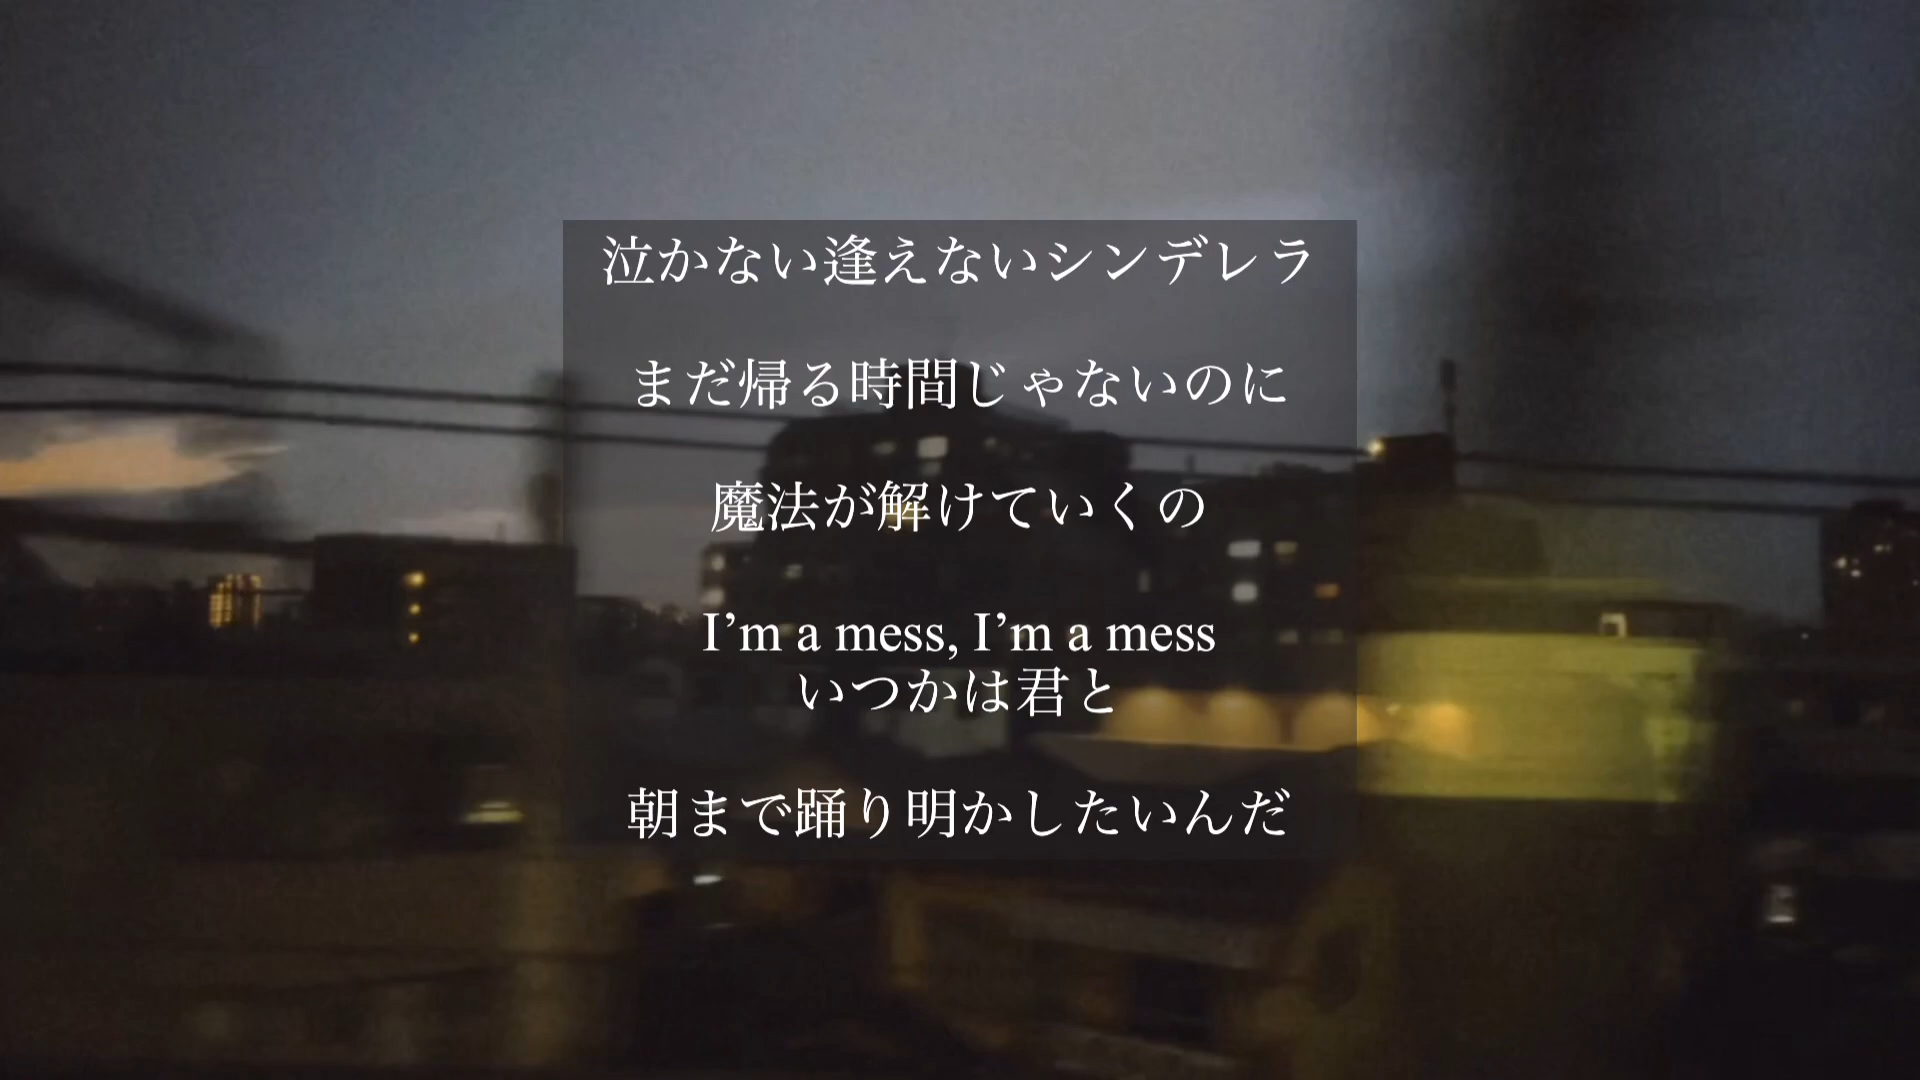 泣かない逢えないシンデレラ
まだ帰る時間じゃないのに
魔法が解けていくの
I’m a mess, I’m a mess
いつかは君と
朝まで踊り明かしたいんだ